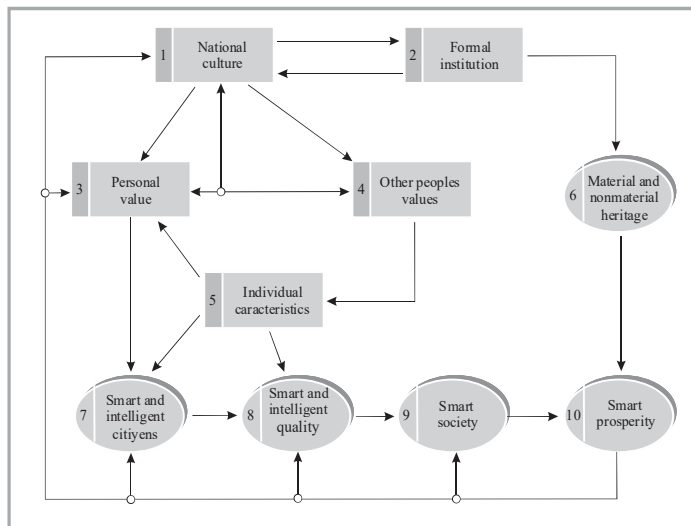 1
National
culture
2
Formal
institution
3
Personal
value
4
Other peoples
values
6
Material and
nonmaterial
heritage
5
Individual
caracteristics
7
Smart and
intelligent
citiyens
8
Smart and
intelligent
quality
9
Smart
society
10
Smart
prosperity